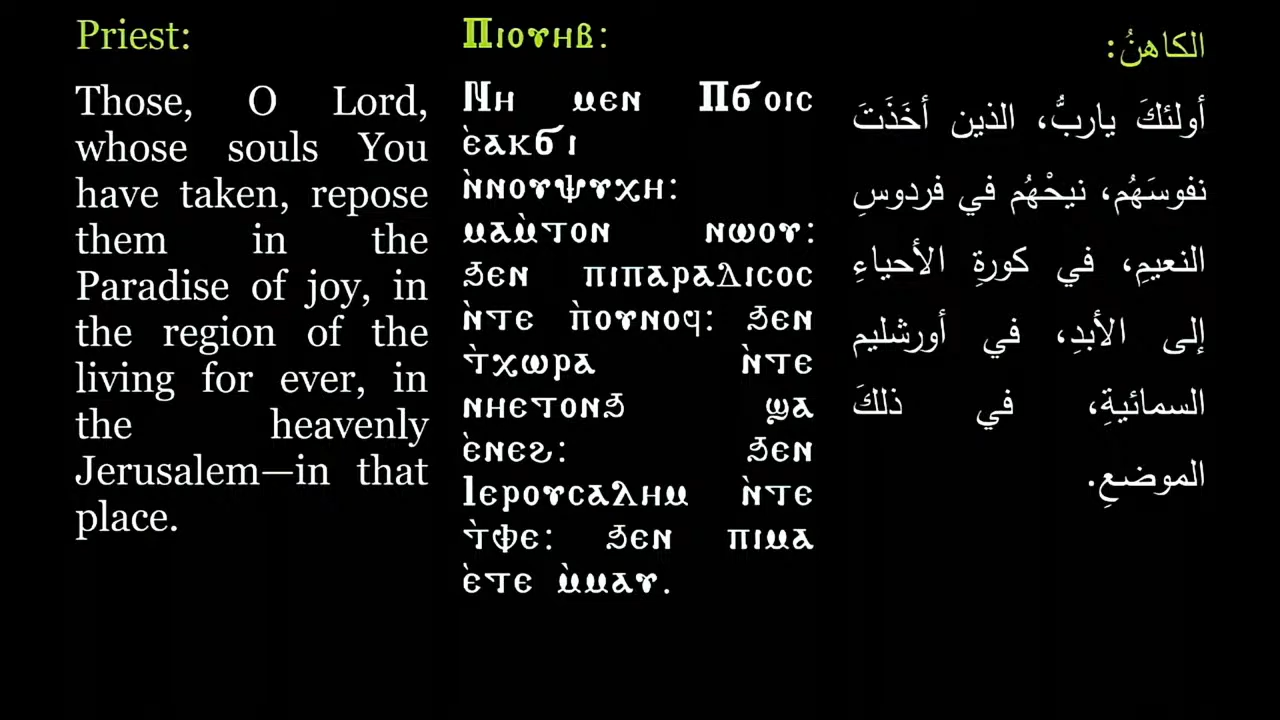 Priest:
Those, O Lord,
whose souls You
have taken, repose
them in the
Paradise of joy, in
the region of the
living for ever, in
the heavenly
Jerusalem—in that
place.
Ⲡⲓⲟⲩⲏⲃ:
Ⲛⲏ ⲙⲉⲛ Ⲡϭⲟⲓⲥ
ⲉ̀ⲁⲕϭⲓ
ⲛ̀ⲛⲟⲩⲯⲩⲭⲏ:
ⲙⲁⲙ̀ⲧⲟⲛ ⲛⲱⲟⲩ:
ϧⲉⲛ ⲡⲓⲡⲁⲣⲁⲇⲓⲥⲟⲥ
ⲛ̀ⲧⲉ ⲡ̀ⲟⲩⲛⲟϥ: ϧⲉⲛ
ⲧ̀ⲭⲱⲣⲁ ⲛ̀ⲧⲉ
ⲛⲏⲉⲧⲟⲛϧ ϣⲁ
ⲉ̀ⲛⲉϩ: ϧⲉⲛ
Ⲓⲉⲣⲟⲩⲥⲁⲗⲏⲙ ⲛ̀ⲧⲉ
ⲧ̀ⲫⲉ: ϧⲉⲛ ⲡⲓⲙⲁ
ⲉ̀ⲧⲉ ⲙ̀ⲙⲁⲩ.
الكاهنُ:
أولئكَ ياربُّ، الذين أخَذَتَ
نفوسَهُم، نيحْهُم في فردوسِ
النعيمِ، في كورةِ الأحياءِ
إلى الأبدِ، في أورشليم
السمائيةِ، في ذلكَ
الموضعِ.